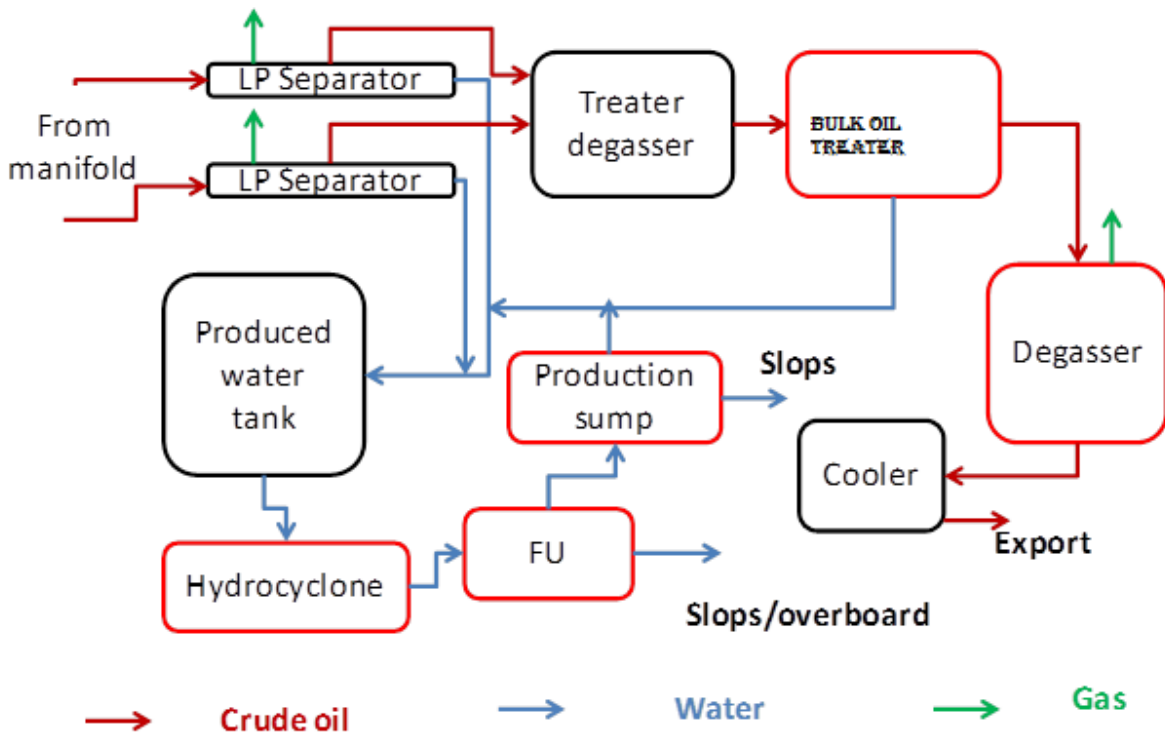 LP Separator
From
manifold
LP Separator
Treater
degasser
BULK OIL
TREATER
Produced
water
tank
Production
sump
Slops
Degasser
Cooler
Export
Hydrocyclone
FU
Slops/overboard
Crude oil
Water
Gas